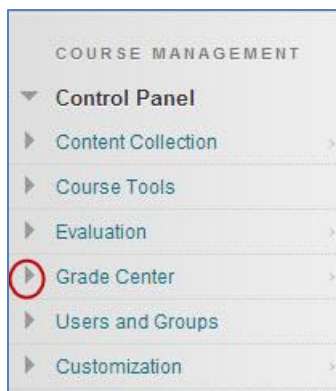 COURSE MANAGEMENT
Control Panel
Content Collection
Course Tools
Evaluation
Grade Center
Users and Groups
Customization